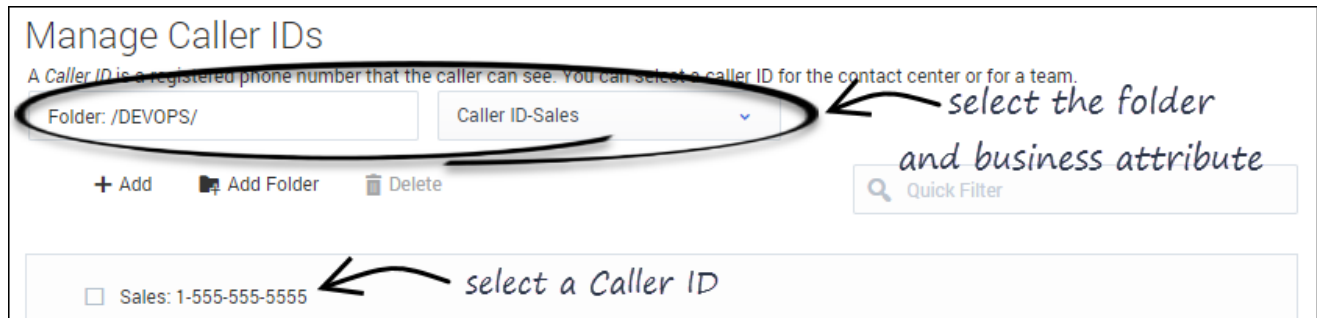 Manage Caller IDs
A Caller ID is a registered phone number that the caller can see. You can select a caller ID for the contact center or for a team.
Folder: /DEVOPS/
Caller ID-Sales
select the folder
and business attribute
Add
Add Folder
Delete
Quick Filter
Sales: 1-555-555-5555
select a Caller ID